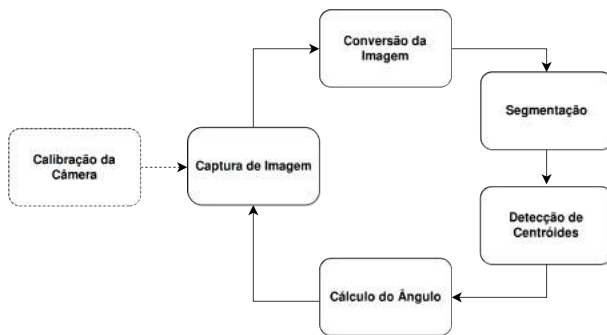 Conversão da
Imagem
Segmentação
Calibração da
Câmera
Captura de Imagem
Detecção de
Centróides
Cálculo do Ângulo